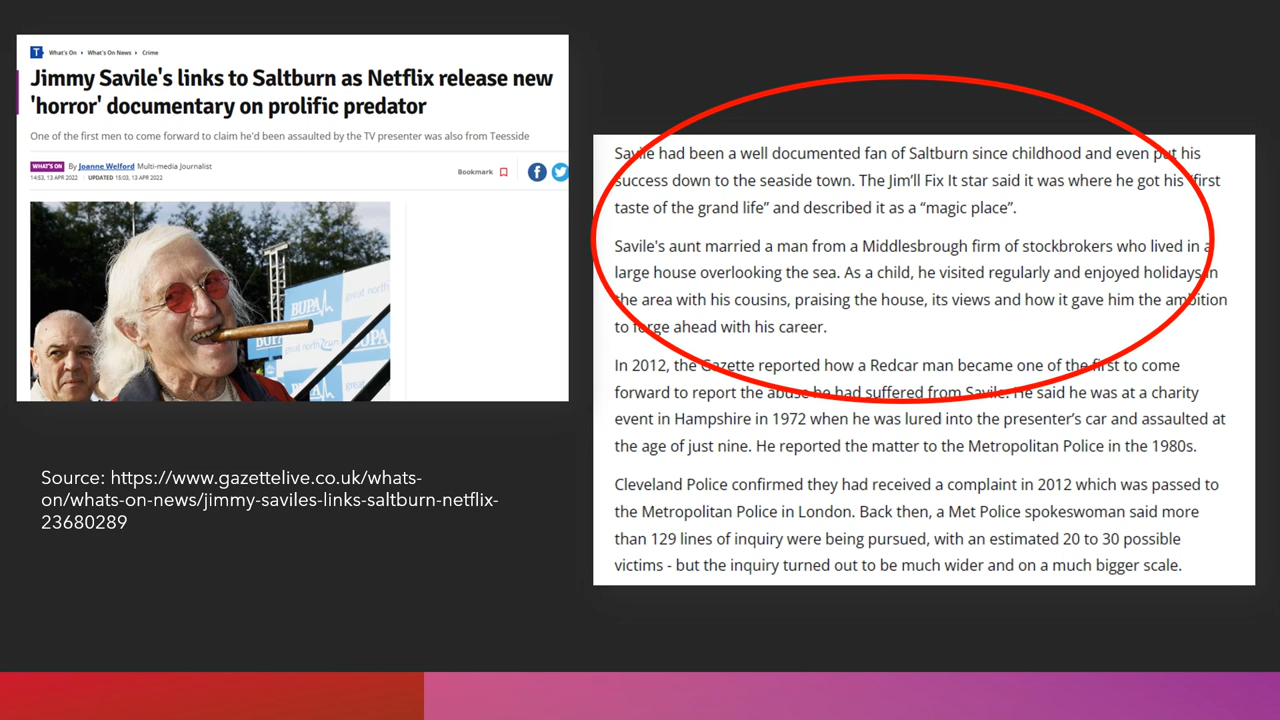 What's On • What's On News • Crime
Jimmy Savile's links to Saltburn as Netflix release new
'horror' documentary on prolific predator
One of the first men to come forward to claim he'd been assaulted by the TV presenter was also from Teesside
WHAT'S ON By Joanne Welford Multi-media Journalist
14:53, 13 APR 2022 UPDATED 15:03, 13 APR 2022
Bookmark
BUPA
great north
BUPA
great north run
BUPA
Source: https://www.gazettelive.co.uk/whats-
on/whats-on-news/jimmy-saviles-links-saltburn-netflix-
23680289
Savile had been a well documented fan of Saltburn since childhood and even put his
success down to the seaside town. The Jim'll Fix It star said it was where he got his “first
taste of the grand life” and described it as a “magic place”.
Savile's aunt married a man from a Middlesbrough firm of stockbrokers who lived in a
large house overlooking the sea. As a child, he visited regularly and enjoyed holidays in
the area with his cousins, praising the house, its views and how it gave him the ambition
to forge ahead with his career.
In 2012, the Gazette reported how a Redcar man became one of the first to come
forward to report the abuse he had suffered from Savile. He said he was at a charity
event in Hampshire in 1972 when he was lured into the presenter's car and assaulted at
the age of just nine. He reported the matter to the Metropolitan Police in the 1980s.
Cleveland Police confirmed they had received a complaint in 2012 which was passed to
the Metropolitan Police in London. Back then, a Met Police spokeswoman said more
than 129 lines of inquiry were being pursued, with an estimated 20 to 30 possible
victims - but the inquiry turned out to be much wider and on a much bigger scale.